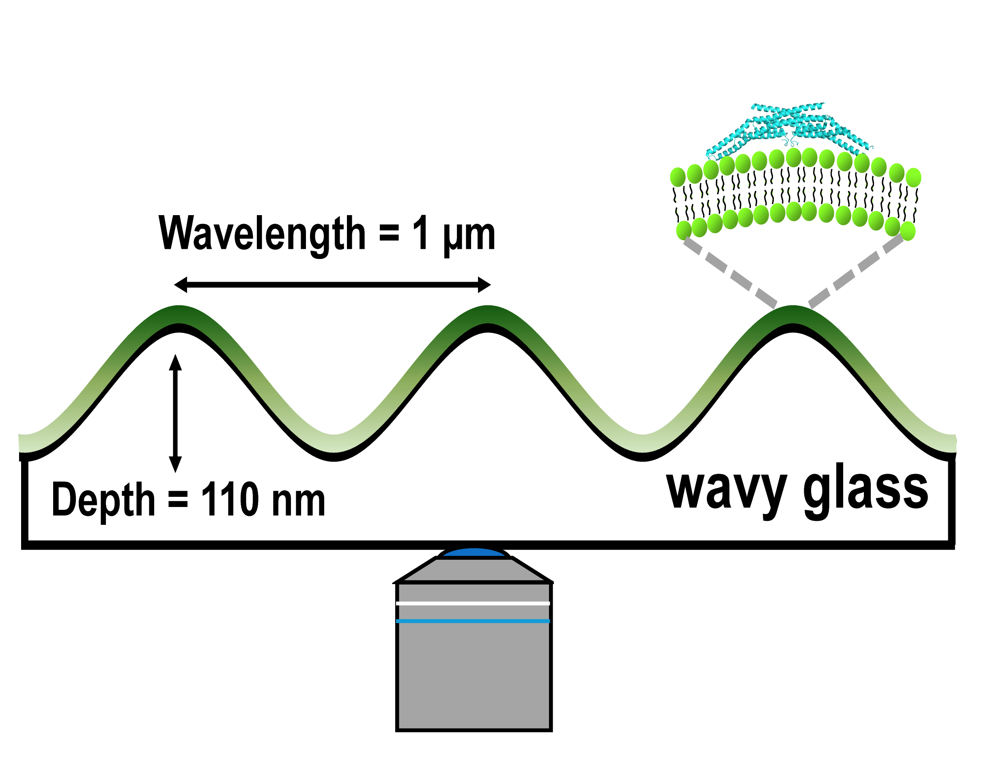 Wavelength = 1 µm
Depth = 110 nm
wavy glass